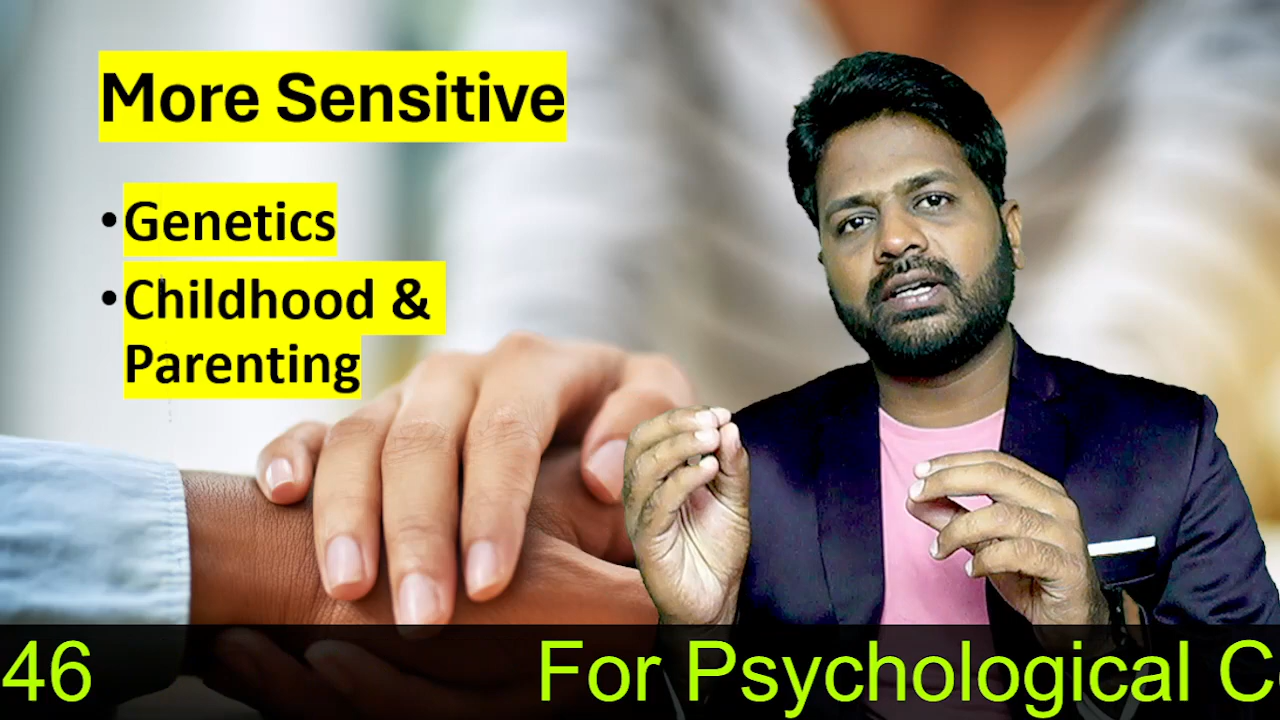 More Sensitive
•Genetics
•Childhood &
Parenting
46 For Psychological